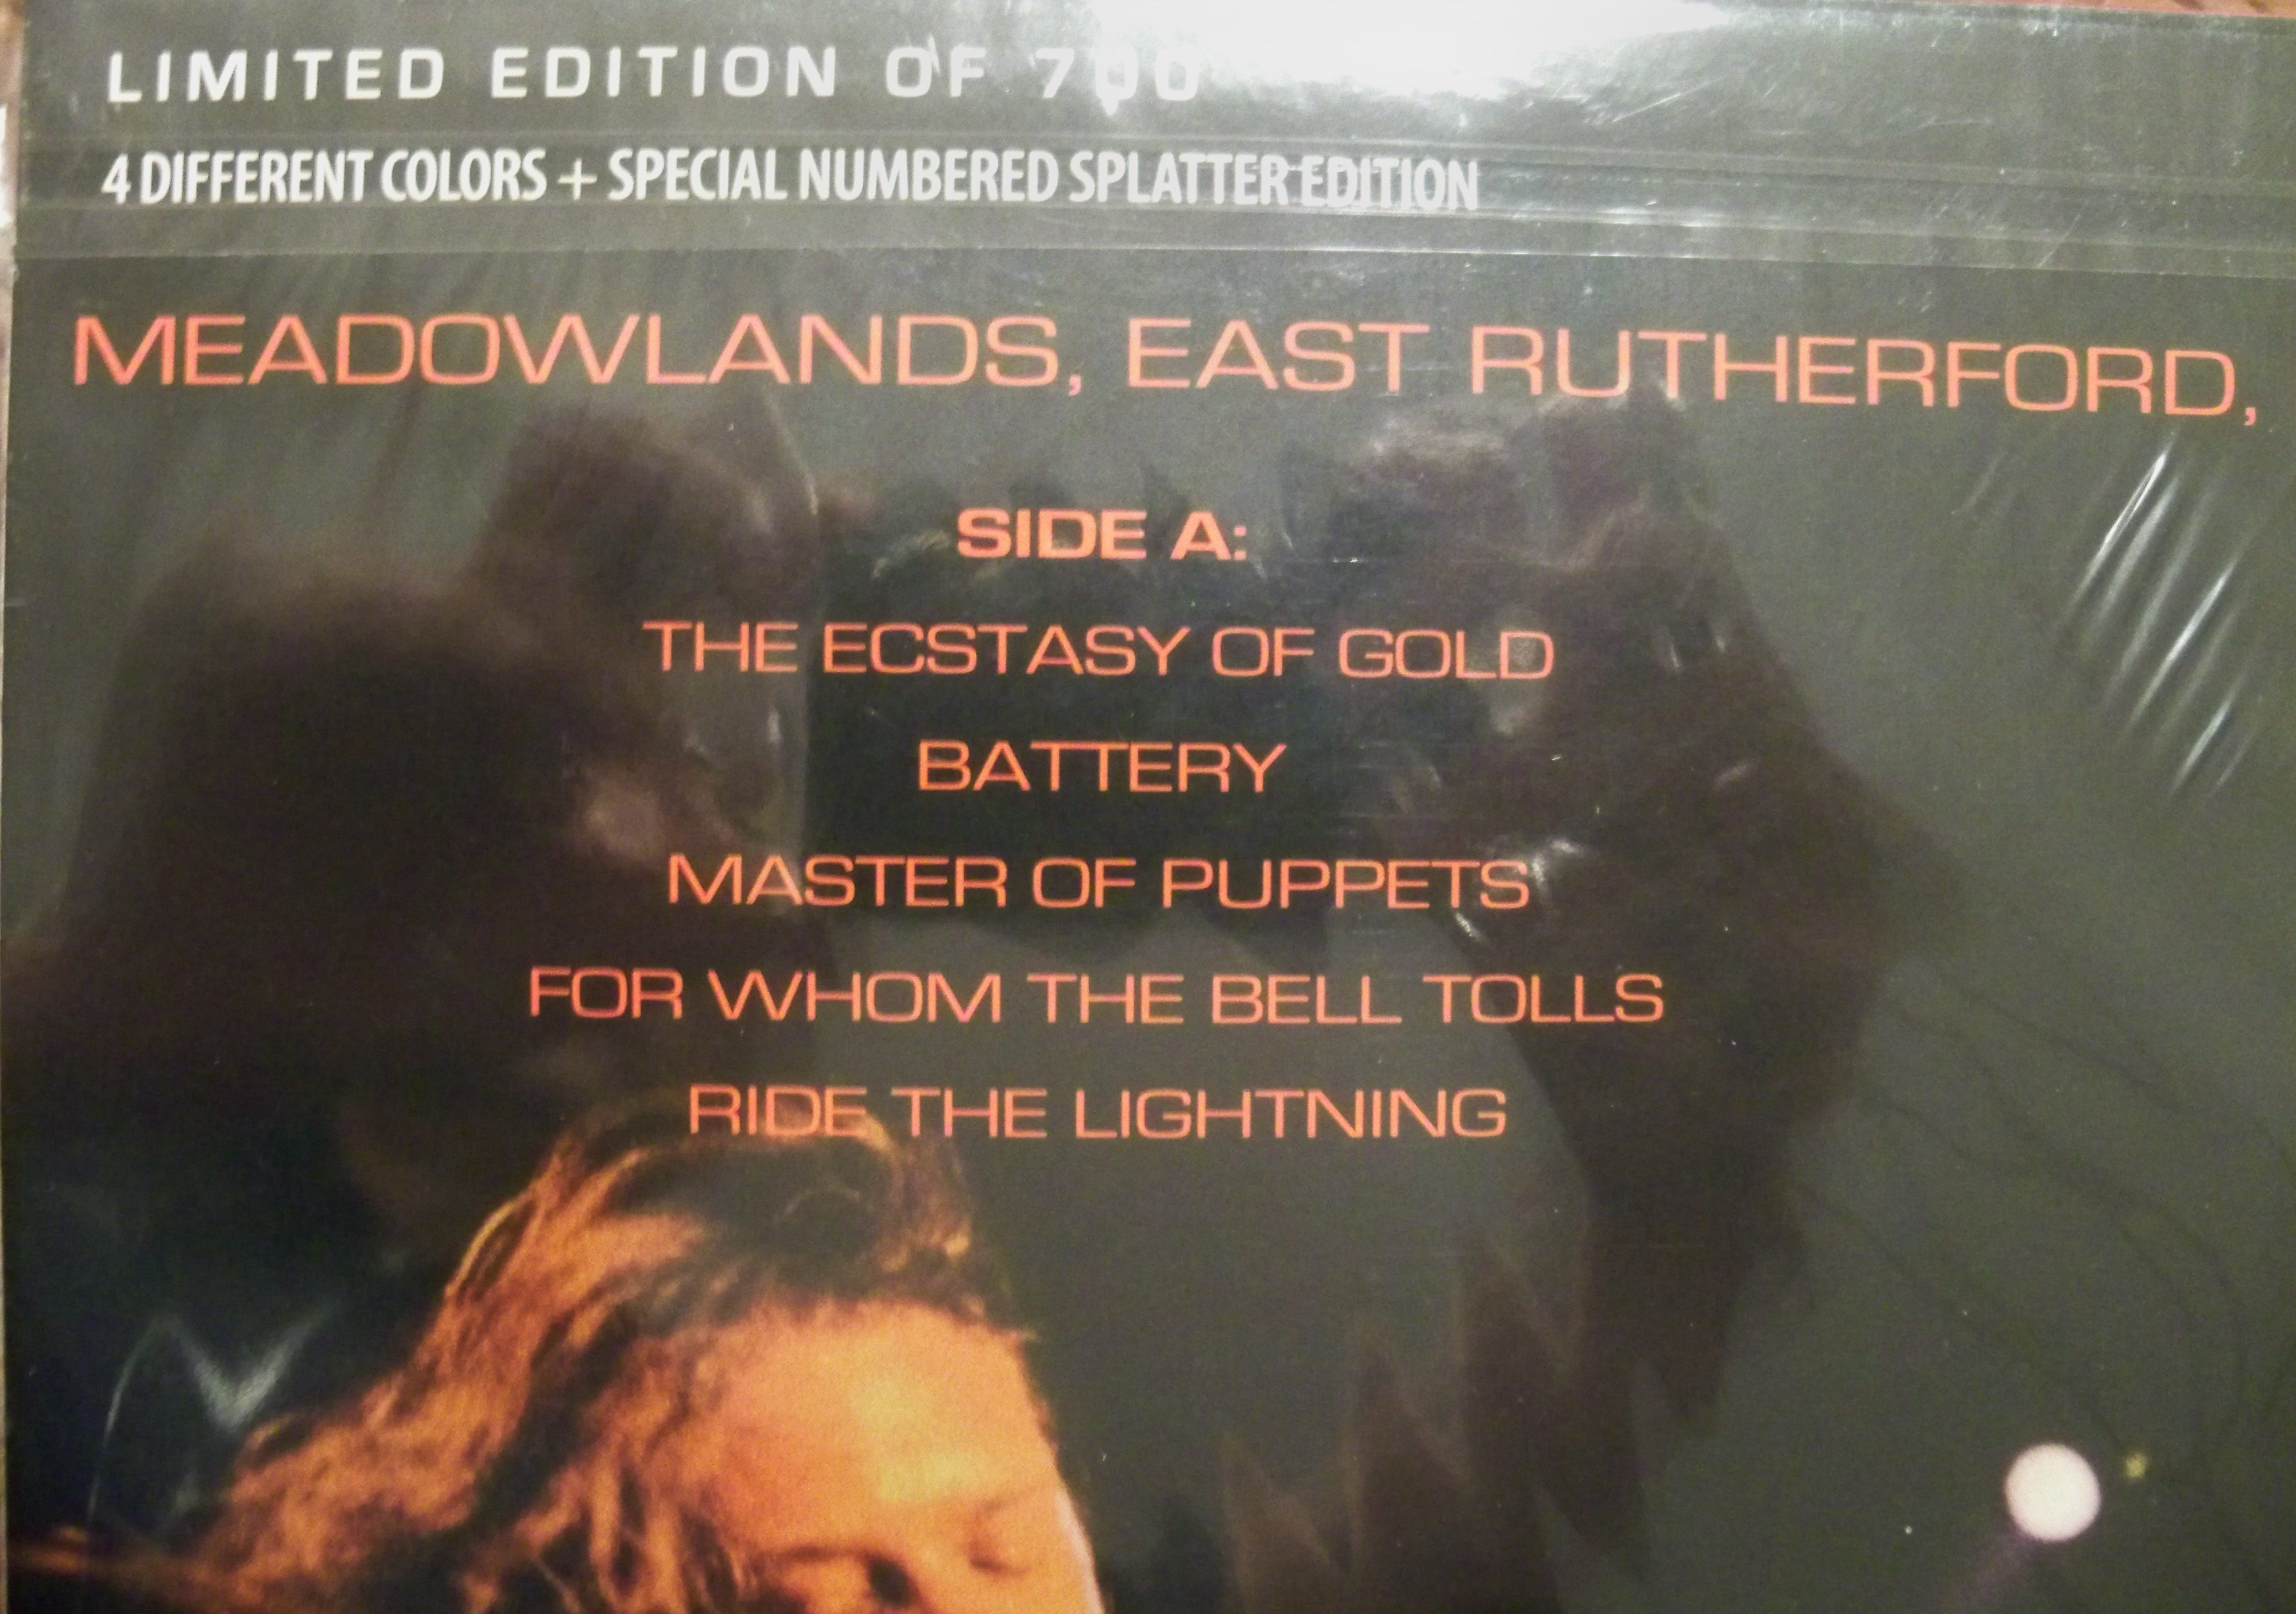 LIMITED EDITION OF 700
4 DIFFERENT COLORS + SPECIAL NUMBERED SPLATTER EDITION
MEADOWLANDS, EAST RUTHERFORD,
SIDE A:
THE ECSTASY OF GOLD
BATTERY
MASTER OF PUPPETS
FOR WHOM THE BELL TOLLS
RIDE THE LIGHTNING